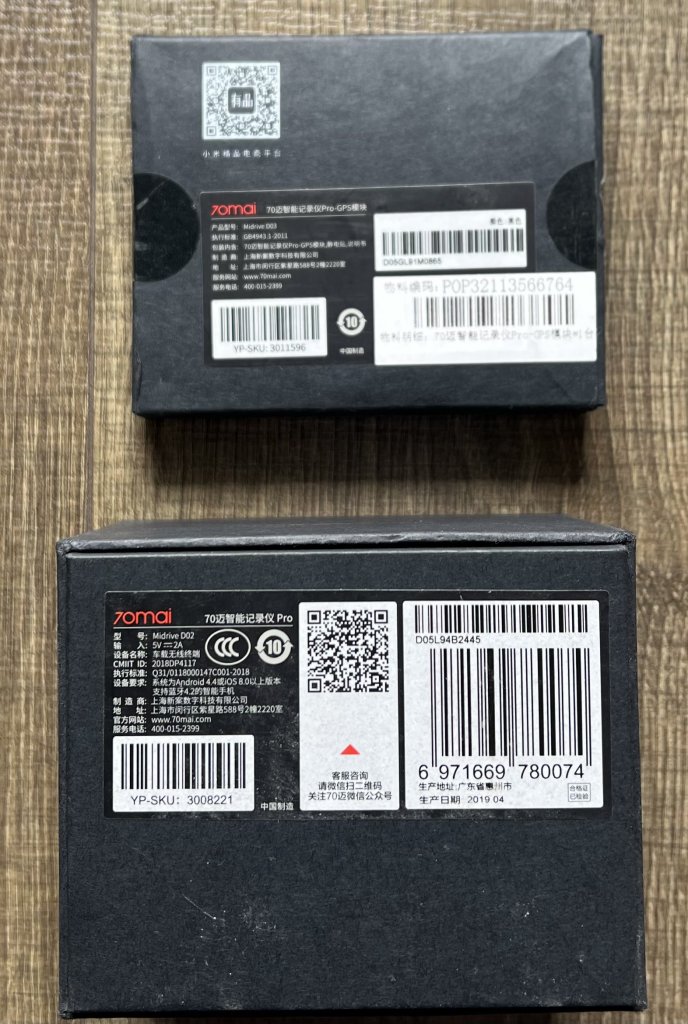 有品
小米精品电商平台
70mai 70迈智能记录仪Pro-GPS模块
产品型号: Midrive D03
执行标准: GB4943.1-2011
包装内含: 70迈智能记录仪Pro-GPS模块,静电贴,说明书
制 造 商: 上海新案数字科技有限公司
地 址: 上海市闵行区紫星路588号2幢2220室
服务网站: www.70mai.com
服务电话: 400-015-2399
YP-SKU: 3011596
10
中国制造
颜色: 黑色
D05GL91M0865
物料编码:POP32113566764
物料明细: 70迈智能记录仪Pro-GPS模块*1台
70mai 70迈智能记录仪 Pro
型 号: Midrive D02
输 入: 5V⎓2A
设备名称: 车载无线终端
CMIIT ID: 2018DP4117
执行标准: Q31/0118000147C001-2018
设备要求: 系统为Android 4.4或iOS 8.0以上版本
支持蓝牙4.2的智能手机
制 造 商: 上海新案数字科技有限公司
地 址: 上海市闵行区紫星路588号2幢2220室
官方网站: www.70mai.com
服务电话: 400-015-2399
CCC
10
YP-SKU: 3008221
中国制造
客服咨询
请微信扫二维码
关注70迈微信公众号
D05L94B2445
6 971669 780074
生产地址:广东省惠州市
生产日期: 2019.04
合格证
已检验